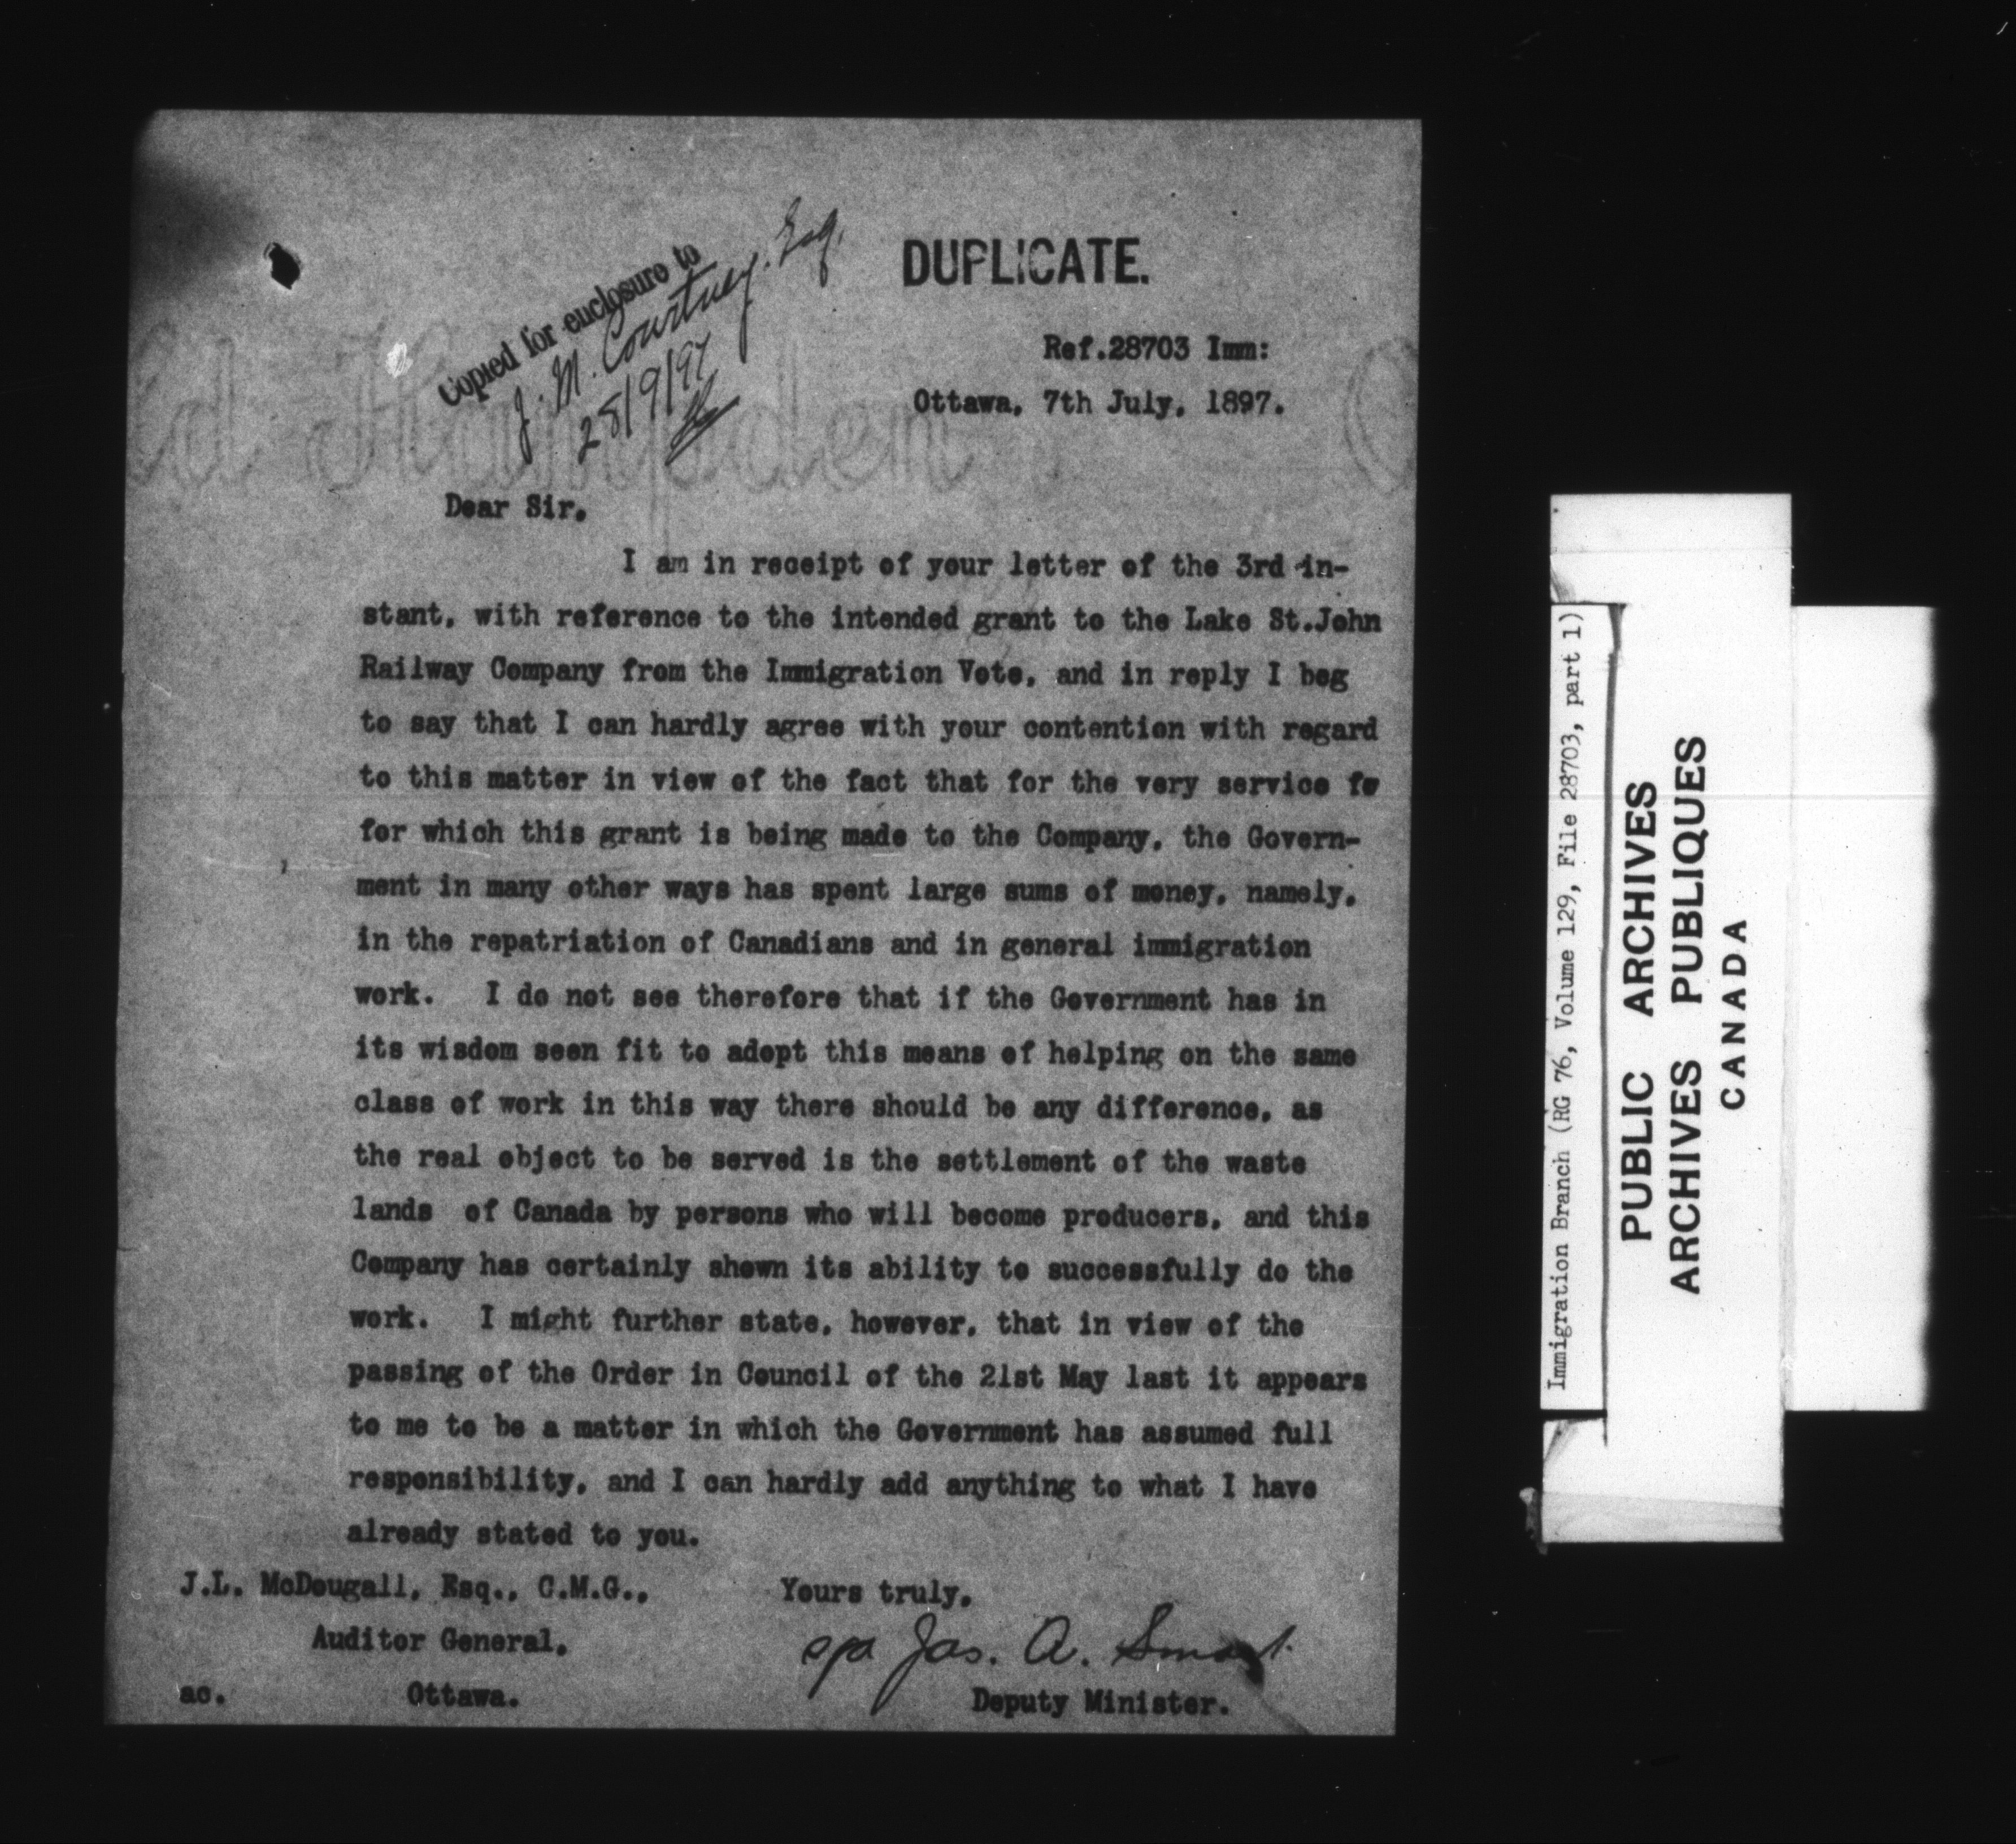 Copied for enclosure to
J. M. Courtney. Esq.
28/9/97
DUPLICATE.
Ref.28703 Imm:
Ottawa, 7th July, 1897.
Dear Sir,
I am in receipt of your letter of the 3rd in-
stant, with reference to the intended grant to the Lake St.John
Railway Company from the Immigration Vote, and in reply I beg
to say that I can hardly agree with your contention with regard
to this matter in view of the fact that for the very service fo
for which this grant is being made to the Company, the Govern-
ment in many other ways has spent large sums of money, namely,
in the repatriation of Canadians and in general immigration
work. I do not see therefore that if the Government has in
its wisdom seen fit to adopt this means of helping on the same
class of work in this way there should be any difference, as
the real object to be served is the settlement of the waste
lands of Canada by persons who will become producers, and this
Company has certainly shown its ability to successfully do the
work. I might further state, however, that in view of the
passing of the Order in Council of the 21st May last it appears
to me to be a matter in which the Government has assumed full
responsibility, and I can hardly add anything to what I have
already stated to you.
J.L. McDougall, Esq., C.M.G.,
Auditor General,
Ottawa.
ac.
Yours truly,
Jas. A. Smart
Deputy Minister.
Immigration Branch (RG 76, Volume 129, File 28703, part 1)
PUBLIC ARCHIVES
ARCHIVES PUBLIQUES
CANADA